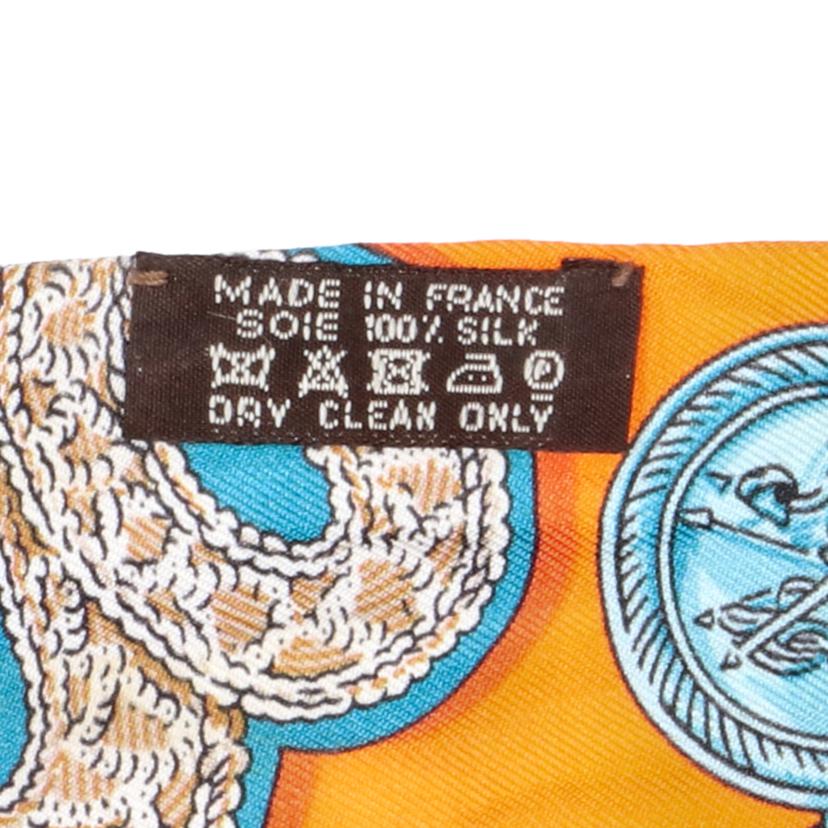 MADE IN FRANCE
SOIE 100% SILK
P
DRY CLEAN ONLY